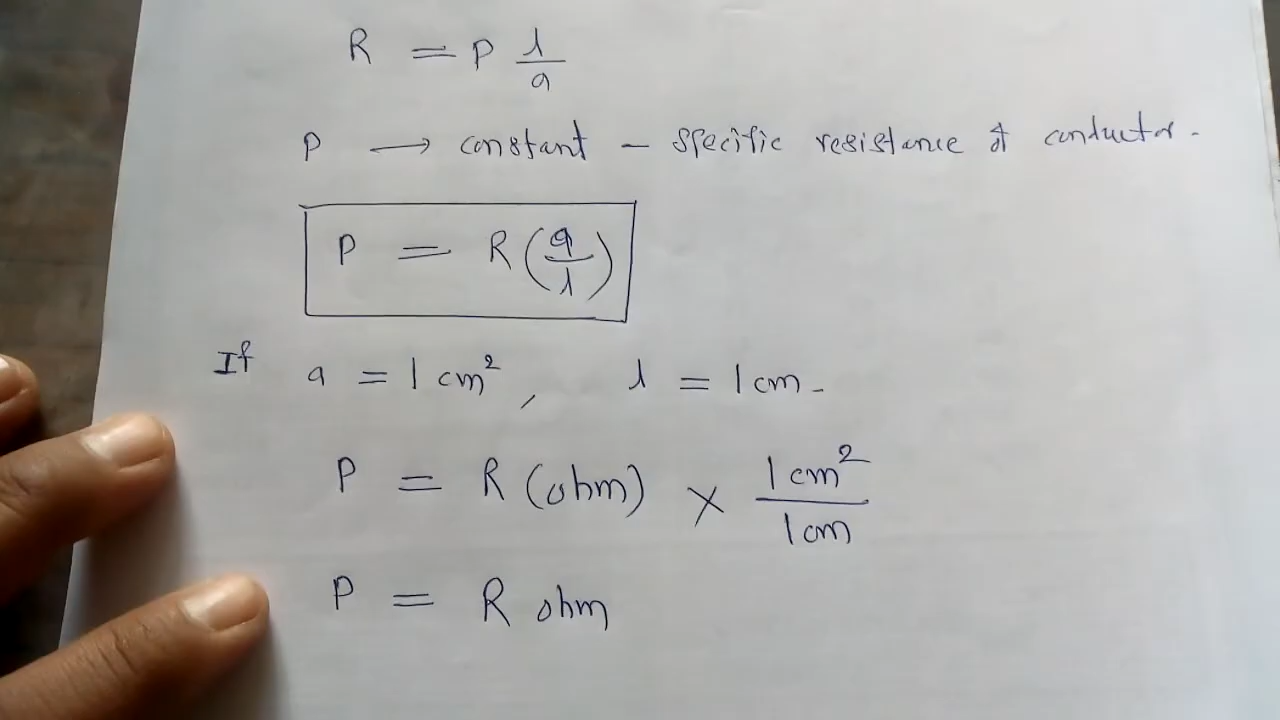 R = P l/a
P → constant - specific resistance of conductor.
P = R (a/l)
If a = 1 cm², l = 1 cm.
P = R (ohm) × 1 cm²/1 cm
P = R ohm